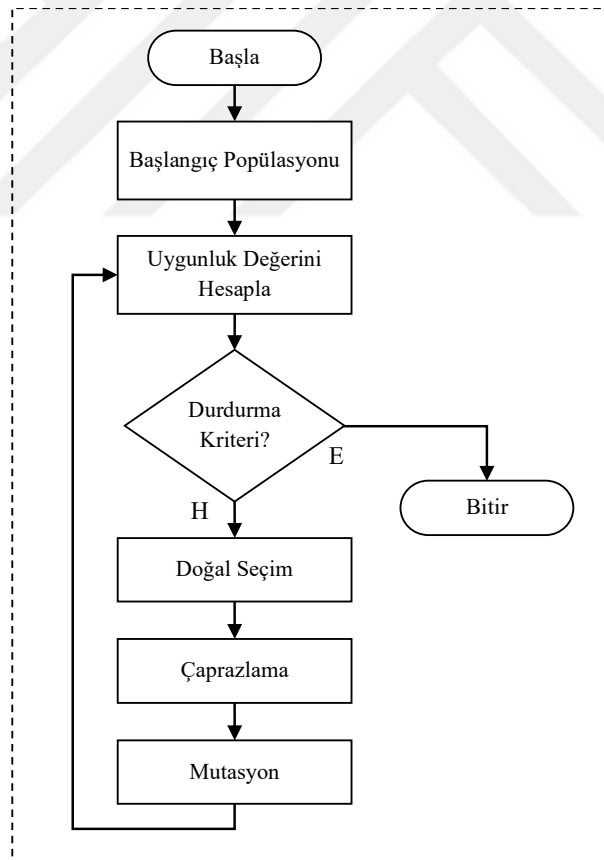 Başla
Başlangıç Popülasyonu
Uygunluk Değerini
Hesapla
Durdurma
Kriteri?
E
H
Bitir
Doğal Seçim
Çaprazlama
Mutasyon